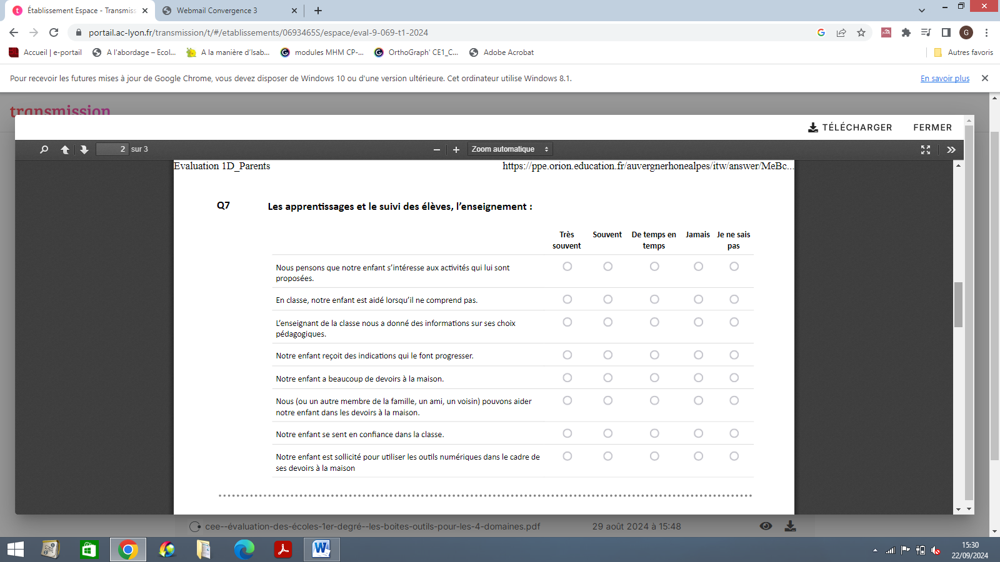 Établissement Espace - Transmiss
Webmail Convergence 3
portail.ac-lyon.fr/transmission/t/#/etablissements/0693465S/espace/eval-9-069-t1-2024
G
Accueil | e-portail
A l'abordage – Ecol...
A la manière d'Isab...
modules MHM CP-...
OrthoGraph' CE1_C...
Adobe Acrobat
Autres favoris
Pour recevoir les futures mises à jour de Google Chrome, vous devez disposer de Windows 10 ou d'une version ultérieure. Cet ordinateur utilise Windows 8.1.
En savoir plus
transmission
TÉLÉCHARGER
FERMER
2 sur 3
Zoom automatique
Evaluation 1D_Parents
https://ppe.orion.education.fr/auvergnerhonealpes/itw/answer/MeBc...
Q7 Les apprentissages et le suivi des élèves, l’enseignement :
Très souvent
Souvent
De temps en temps
Jamais
Je ne sais pas
Nous pensons que notre enfant s’intéresse aux activités qui lui sont
proposées.
En classe, notre enfant est aidé lorsqu’il ne comprend pas.
L’enseignant de la classe nous a donné des informations sur ses choix
pédagogiques.
Notre enfant reçoit des indications qui le font progresser.
Notre enfant a beaucoup de devoirs à la maison.
Nous (ou un autre membre de la famille, un ami, un voisin) pouvons aider
notre enfant dans les devoirs à la maison.
Notre enfant se sent en confiance dans la classe.
Notre enfant est sollicité pour utiliser les outils numériques dans le cadre de
ses devoirs à la maison
cee--évaluation-des-écoles-1er-degré--les-boites-outils-pour-les-4-domaines.pdf
29 août 2024 à 15:48
15:30
22/09/2024